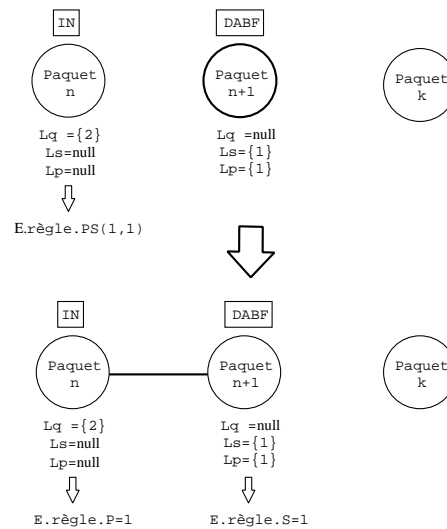 IN
DABF
Paquet
n
Paquet
n+1
Paquet
k
Lq ={2}
Ls=null
Lp=null
Lq =null
Ls={1}
Lp={1}
E.règle.PS(1,1)
IN
DABF
Paquet
n
Paquet
n+1
Paquet
k
Lq ={2}
Ls=null
Lp=null
Lq =null
Ls={1}
Lp={1}
E.règle.P=1
E.règle.S=1